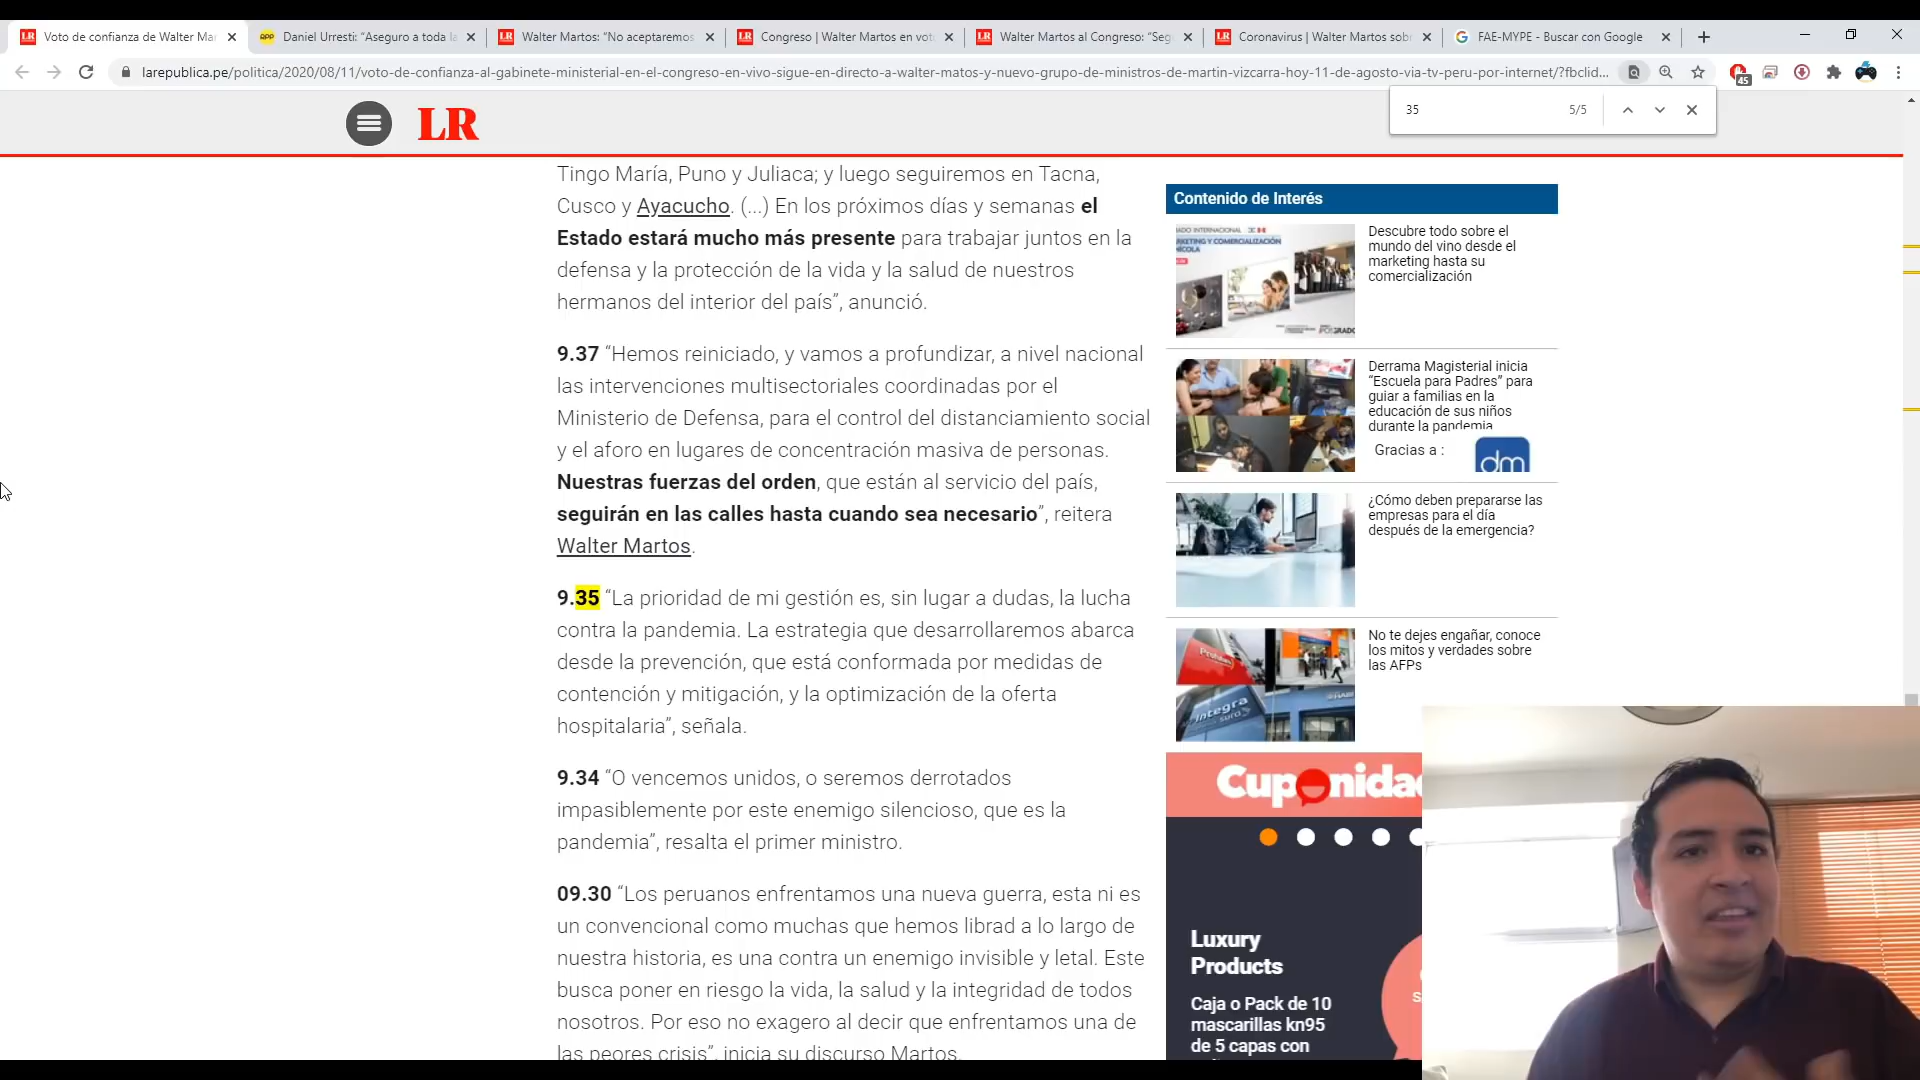 Voto de confianza de Walter Mar
Daniel Urresti: “Aseguro a toda la
Walter Martos: “No aceptaremos
Congreso | Walter Martos en voto
Walter Martos al Congreso: “Seg
Coronavirus | Walter Martos sobr
FAE-MYPE - Buscar con Google
larepublica.pe/politica/2020/08/11/voto-de-confianza-al-gabinete-ministerial-en-el-congreso-en-vivo-sigue-en-directo-a-walter-matos-y-nuevo-grupo-de-ministros-de-martin-vizcarra-hoy-11-de-agosto-via-tv-peru-por-internet/?fbclid...
45
35
5/5
LR
Tingo María, Puno y Juliaca; y luego seguiremos en Tacna,
Cusco y Ayacucho. (...) En los próximos días y semanas el
Estado estará mucho más presente para trabajar juntos en la
defensa y la protección de la vida y la salud de nuestros
hermanos del interior del país”, anunció.
9.37 “Hemos reiniciado, y vamos a profundizar, a nivel nacional
las intervenciones multisectoriales coordinadas por el
Ministerio de Defensa, para el control del distanciamiento social
y el aforo en lugares de concentración masiva de personas.
Nuestras fuerzas del orden, que están al servicio del país,
seguirán en las calles hasta cuando sea necesario”, reitera
Walter Martos.
9.35 “La prioridad de mi gestión es, sin lugar a dudas, la lucha
contra la pandemia. La estrategia que desarrollaremos abarca
desde la prevención, que está conformada por medidas de
contención y mitigación, y la optimización de la oferta
hospitalaria”, señala.
9.34 “O vencemos unidos, o seremos derrotados
impasiblemente por este enemigo silencioso, que es la
pandemia”, resalta el primer ministro.
09.30 “Los peruanos enfrentamos una nueva guerra, esta ni es
un convencional como muchas que hemos librad a lo largo de
nuestra historia, es una contra un enemigo invisible y letal. Este
busca poner en riesgo la vida, la salud y la integridad de todos
nosotros. Por eso no exagero al decir que enfrentamos una de
las peores crisis”, inicia su discurso Martos.
Contenido de Interés
Descubre todo sobre el
mundo del vino desde el
marketing hasta su
comercialización
Derrama Magisterial inicia
“Escuela para Padres” para
guiar a familias en la
educación de sus niños
durante la pandemia
Gracias a :
dm
¿Cómo deben prepararse las
empresas para el día
después de la emergencia?
No te dejes engañar, conoce
los mitos y verdades sobre
las AFPs
Integra
Cuponidad
Luxury
Products
Caja o Pack de 10
mascarillas kn95
de 5 capas con